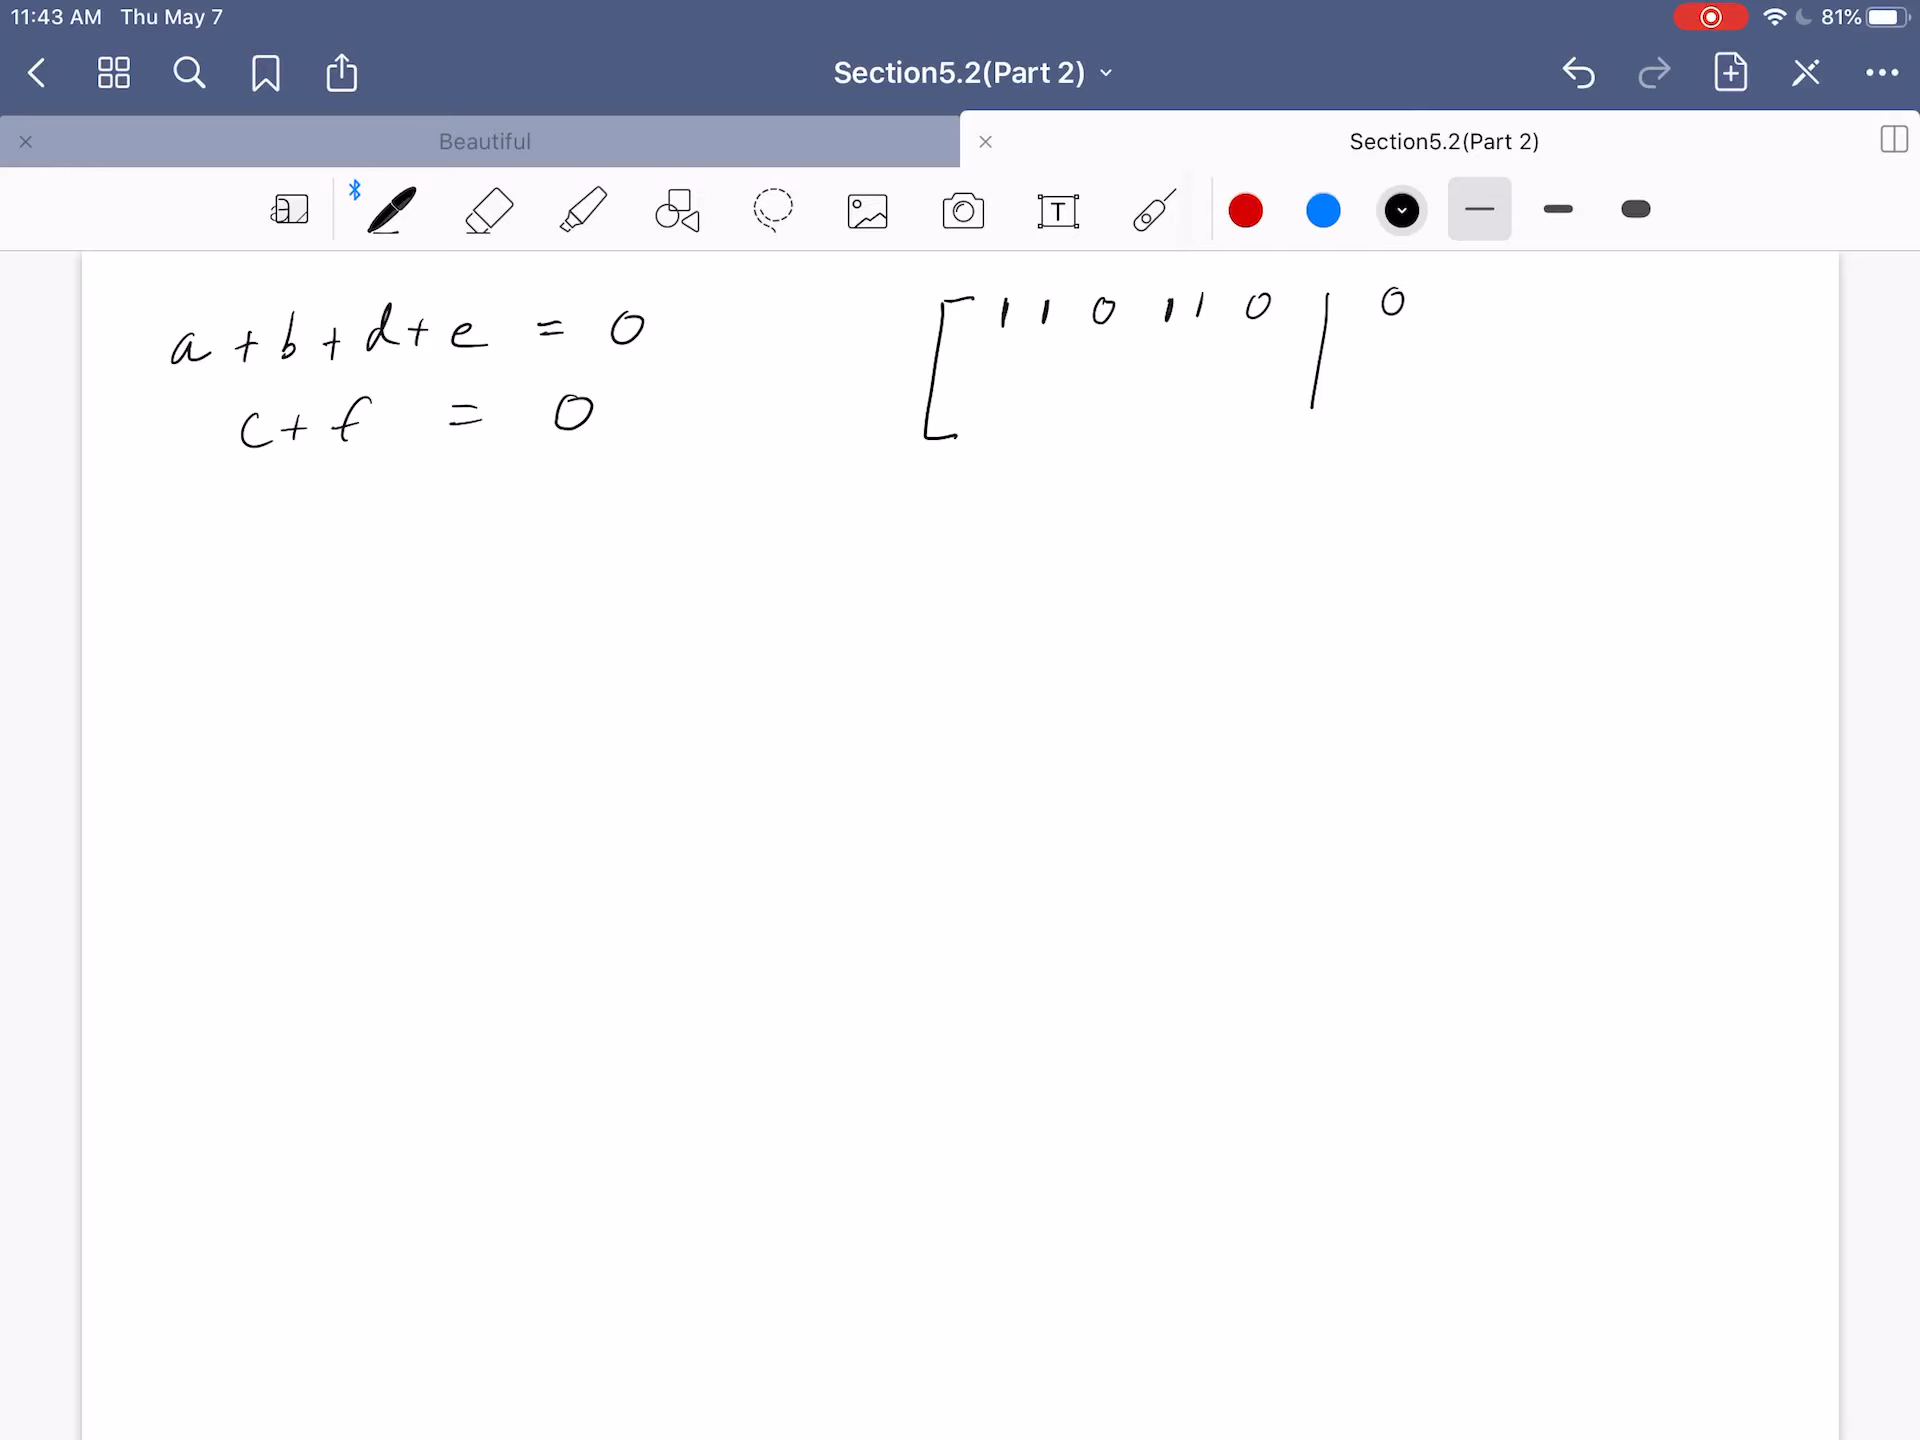 11:43 AM Thu May 7
81%
Section5.2(Part 2)
Beautiful
Section5.2(Part 2)
a + b + d + e = 0
c + f = 0
[ 1 1 0 1 1 0 | 0